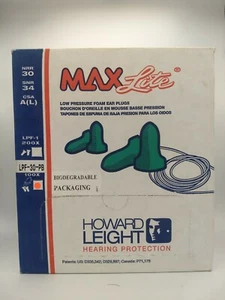 NRR
30
SNR
34
CSA
A(L)
MAX Lite
LOW PRESSURE FOAM EAR PLUGS
BOUCHON D'OREILLE EN MOUSSE BASSE PRESSION
TAPONES DE ESPUMA DE BAJA PRESION PARA LOS OIDOS
LPF-1
200X
LPF-30-PB
100X
BIODEGRADABLE
PACKAGING
HOWARD
LEIGHT
HEARING PROTECTION